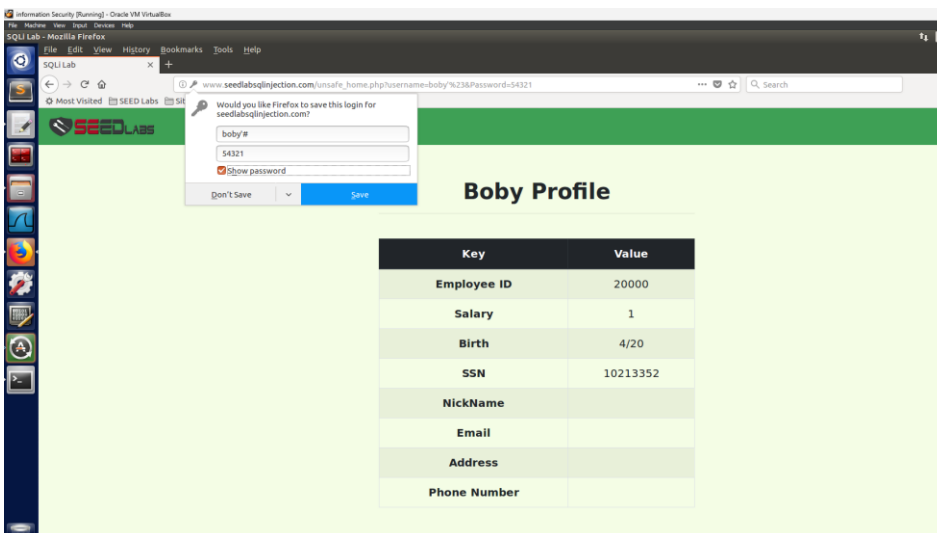 information Security [Running] - Oracle VM VirtualBox
File Machine View Input Devices Help
SQLi Lab - Mozilla Firefox
File Edit View History Bookmarks Tools Help
SQLi Lab
www.seedlabsqlinjection.com/unsafe_home.php?username=boby'%23&Password=54321
Search
Most Visited SEED Labs Sit
Would you like Firefox to save this login for
seedlabsqlinjection.com?
SEEDLABS
boby'#
54321
Show password
Don't Save Save
Boby Profile
Key Value
Employee ID 20000
Salary 1
Birth 4/20
SSN 10213352
NickName
Email
Address
Phone Number